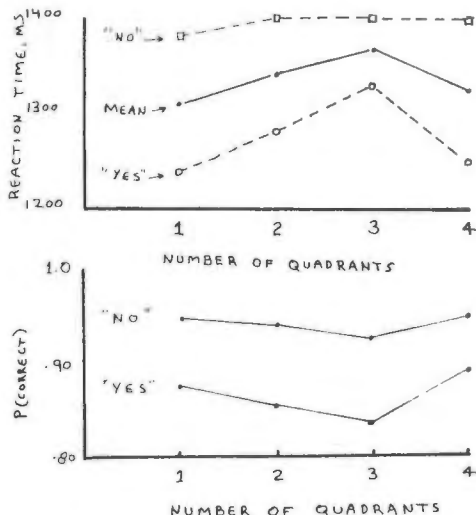 1400
"NO" →
MEAN →
1300
"YES" →
1200
REACTION TIME, MS
1 2 3 4
NUMBER OF QUADRANTS
1.0
"NO"
.90
"YES"
.80
P(CORRECT)
1 2 3 4
NUMBER OF QUADRANTS